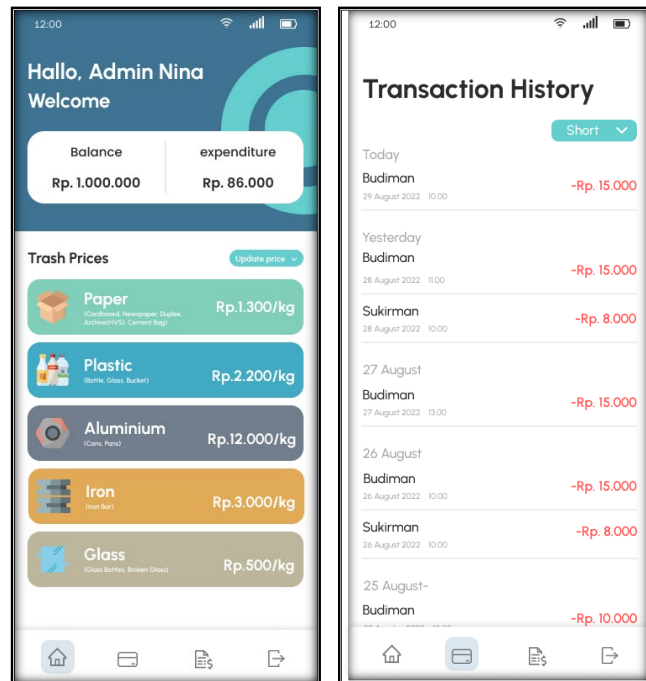 12:00
Hallo, Admin Nina
Welcome
Balance
expenditure
Rp. 1.000.000
Rp. 86.000
Trash Prices
Update price
Paper
(Cardboard, Newspaper, Duplex,
Archive(HVS), Cement Bag)
Rp.1.300/kg
Plastic
(Bottle, Glass, Bucket)
Rp.2.200/kg
Aluminium
(Cans, Pans)
Rp.12.000/kg
Iron
(Iron Bar)
Rp.3.000/kg
Glass
(Glass Bottles, Broken Glass)
Rp.500/kg
12:00
Transaction History
Short
Today
Budiman
-Rp. 15.000
29 August 2022 10.00
Yesterday
Budiman
-Rp. 15.000
28 August 2022 11.00
Sukirman
-Rp. 8.000
28 August 2022 10.00
27 August
Budiman
-Rp. 15.000
27 August 2022 13.00
26 August
Budiman
-Rp. 15.000
26 August 2022 10.00
Sukirman
-Rp. 8.000
26 August 2022 10.00
25 August-
Budiman
-Rp. 10.000